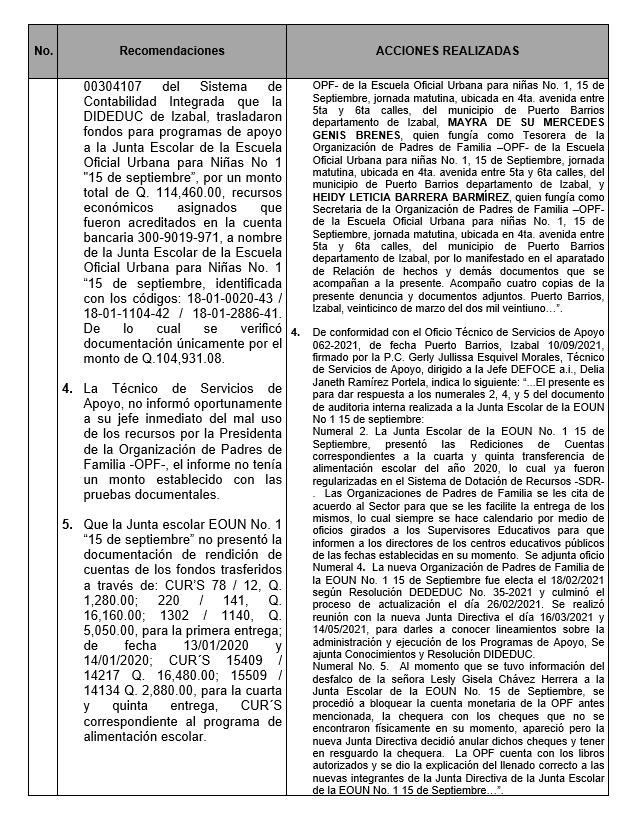 No.
Recomendaciones
ACCIONES REALIZADAS
00304107 del Sistema de
Contabilidad Integrada que la
DIDEDUC de Izabal, trasladaron
fondos para programas de apoyo
a la Junta Escolar de la Escuela
Oficial Urbana para Niñas No 1
"15 de septiembre”, por un monto
total de Q. 114,460.00, recursos
económicos asignados que
fueron acreditados en la cuenta
bancaria 300-9019-971, a nombre
de la Junta Escolar de la Escuela
Oficial Urbana para Niñas No. 1
“15 de septiembre, identificada
con los códigos: 18-01-0020-43 /
18-01-1104-42 / 18-01-2886-41.
De lo cual se verificó
documentación únicamente por el
monto de Q.104,931.08.
4. La Técnico de Servicios de
Apoyo, no informó oportunamente
a su jefe inmediato del mal uso
de los recursos por la Presidenta
de la Organización de Padres de
Familia -OPF-, el informe no tenía
un monto establecido con las
pruebas documentales.
5. Que la Junta escolar EOUN No. 1
“15 de septiembre” no presentó la
documentación de rendición de
cuentas de los fondos trasferidos
a través de: CUR’S 78 / 12, Q.
1,280.00; 220 / 141, Q.
16,160.00; 1302 / 1140, Q.
5,050.00, para la primera entrega;
de fecha 13/01/2020 y
14/01/2020; CUR´S 15409 /
14217 Q. 16,480.00; 15509 /
14134 Q. 2,880.00, para la cuarta
y quinta entrega, CUR´S
correspondiente al programa de
alimentación escolar.
OPF- de la Escuela Oficial Urbana para niñas No. 1, 15 de
Septiembre, jornada matutina, ubicada en 4ta. avenida entre
5ta y 6ta calles, del municipio de Puerto Barrios
departamento de Izabal, MAYRA DE SU MERCEDES
GENIS BRENES, quien fungía como Tesorera de la
Organización de Padres de Familia –OPF- de la Escuela
Oficial Urbana para niñas No. 1, 15 de Septiembre, jornada
matutina, ubicada en 4ta. avenida entre 5ta y 6ta calles, del
municipio de Puerto Barrios departamento de Izabal, y
HEIDY LETICIA BARRERA BARMÍREZ, quien fungía como
Secretaria de la Organización de Padres de Familia –OPF-
de la Escuela Oficial Urbana para niñas No. 1, 15 de
Septiembre, jornada matutina, ubicada en 4ta. avenida entre
5ta y 6ta calles, del municipio de Puerto Barrios
departamento de Izabal, por lo manifestado en el aparatado
de Relación de hechos y demás documentos que se
acompañan a la presente. Acompaño cuatro copias de la
presente denuncia y documentos adjuntos. Puerto Barrios,
Izabal, veinticinco de marzo del dos mil veintiuno…”.
4. De conformidad con el Oficio Técnico de Servicios de Apoyo
062-2021, de fecha Puerto Barrios, Izabal 10/09/2021,
firmado por la P.C. Gerly Jullissa Esquivel Morales, Técnico
de Servicios de Apoyo, dirigido a la Jefe DEFOCE a.i., Delia
Janeth Ramírez Portela, indica lo siguiente: “...El presente es
para dar respuesta a los numerales 2, 4, y 5 del documento
de auditoria interna realizada a la Junta Escolar de la EOUN
No 1 15 de septiembre:
Numeral 2. La Junta Escolar de la EOUN No. 1 15 de
Septiembre, presentó las Rediciones de Cuentas
correspondientes a la cuarta y quinta transferencia de
alimentación escolar del año 2020, lo cual ya fueron
regularizadas en el Sistema de Dotación de Recursos -SDR-
. Las Organizaciones de Padres de Familia se les cita de
acuerdo al Sector para que se les facilite la entrega de los
mismos, lo cual siempre se hace calendario por medio de
oficios girados a los Supervisores Educativos para que
informen a los directores de los centros educativos públicos
de las fechas establecidas en su momento. Se adjunta oficio
Numeral 4. La nueva Organización de Padres de Familia de
la EOUN No. 1 15 de Septiembre fue electa el 18/02/2021
según Resolución DEDEDUC No. 35-2021 y culminó el
proceso de actualización el día 26/02/2021. Se realizó
reunión con la nueva Junta Directiva el día 16/03/2021 y
14/05/2021, para darles a conocer lineamientos sobre la
administración y ejecución de los Programas de Apoyo, Se
ajunta Conocimientos y Resolución DIDEDUC.
Numeral No. 5. Al momento que se tuvo información del
desfalco de la señora Lesly Gisela Chávez Herrera a la
Junta Escolar de la EOUN No. 15 de Septiembre, se
procedió a bloquear la cuenta monetaria de la OPF antes
mencionada, la chequera con los cheques que no se
encontraron físicamente en su momento, apareció pero la
nueva Junta Directiva decidió anular dichos cheques y tener
en resguardo la chequera. La OPF cuenta con los libros
autorizados y se dio la explicación del llenado correcto a las
nuevas integrantes de la Junta Directiva de la Junta Escolar
de la EOUN No. 1 15 de Septiembre…”.